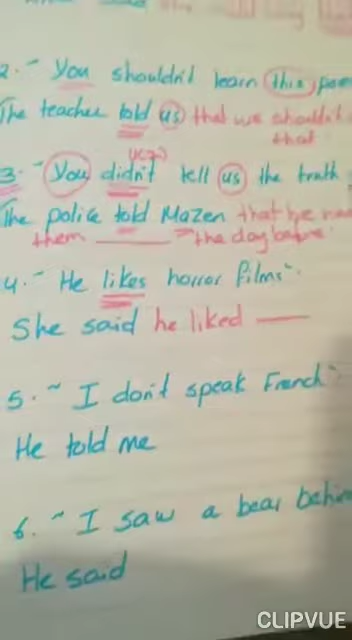 2. " You shouldn't learn this poem
The teacher told us that we shouldn't
that
3. " You didn't tell us the truth
The police told Mazen that he
them the day before
4. " He likes horror films".
She said he liked
5. " I don't speak French"
He told me
6. " I saw a bear behind
He said
CLIPVUE